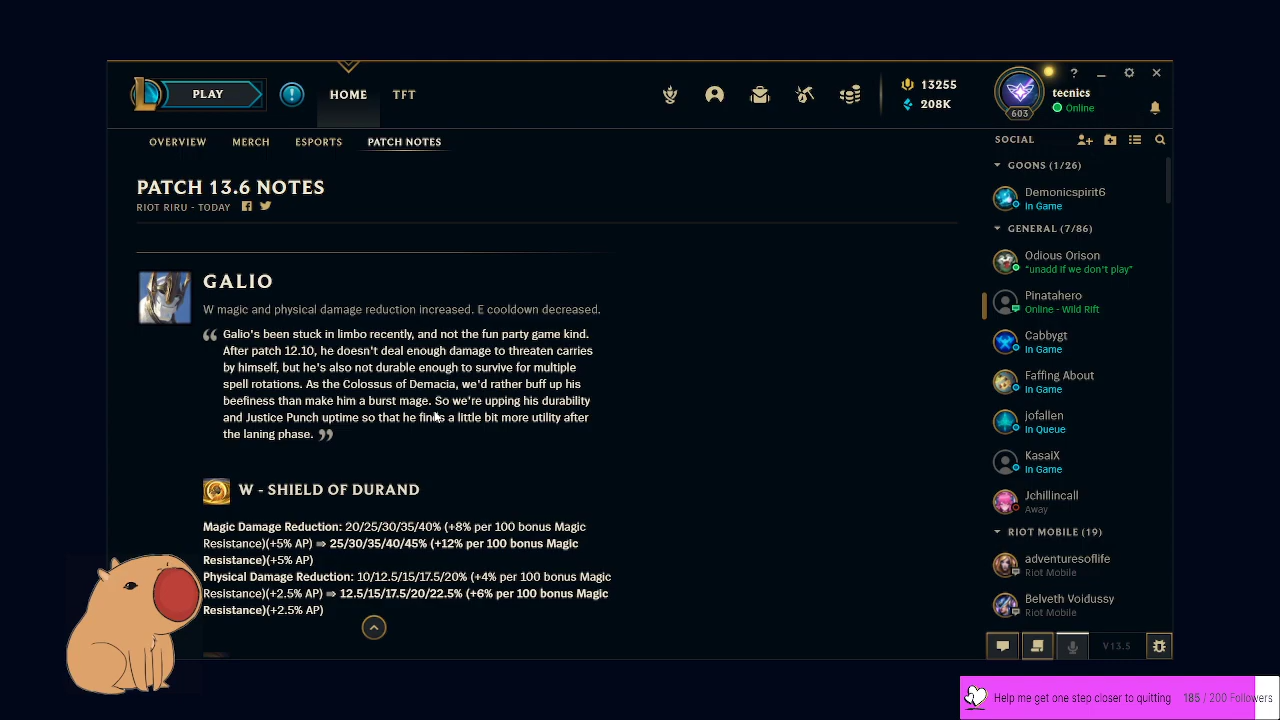 PLAY
HOME
TFT
13255
208K
603
tecnics
Online
OVERVIEW
MERCH
ESPORTS
PATCH NOTES
PATCH 13.6 NOTES
RIOT RIRU - TODAY
GALIO
W magic and physical damage reduction increased. E cooldown decreased.
Galio's been stuck in limbo recently, and not the fun party game kind.
After patch 12.10, he doesn't deal enough damage to threaten carries
by himself, but he's also not durable enough to survive for multiple
spell rotations. As the Colossus of Demacia, we'd rather buff up his
beefiness than make him a burst mage. So we're upping his durability
and Justice Punch uptime so that he finds a little bit more utility after
the laning phase.
W - SHIELD OF DURAND
Magic Damage Reduction: 20/25/30/35/40% (+8% per 100 bonus Magic
Resistance)(+5% AP) ⇒ 25/30/35/40/45% (+12% per 100 bonus Magic
Resistance)(+5% AP)
Physical Damage Reduction: 10/12.5/15/17.5/20% (+4% per 100 bonus Magic
Resistance)(+2.5% AP) ⇒ 12.5/15/17.5/20/22.5% (+6% per 100 bonus Magic
Resistance)(+2.5% AP)
SOCIAL
GOONS (1/26)
Demonicspirit6
In Game
GENERAL (7/86)
Odious Orison
"unadd if we don't play"
Pinatahero
Online - Wild Rift
Cabbygt
In Game
Faffing About
In Game
jofallen
In Queue
KasaiX
In Game
Jchillincall
Away
RIOT MOBILE (19)
adventuresoflife
Riot Mobile
Belveth Voidussy
Riot Mobile
V13.5
Help me get one step closer to quitting 185 / 200 Followers